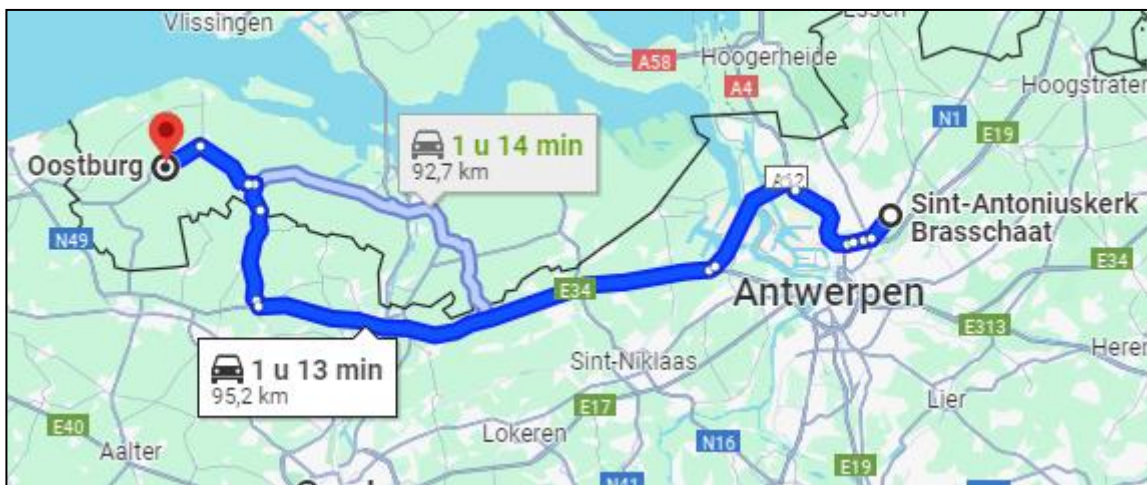 Vlissingen
Essen
A58
Hoogerheide
A4
Hoogstraten
N1
E19
1 u 14 min
92,7 km
Oostburg
A12
Sint-Antoniuskerk
Brasschaat
N49
E34
E34
Antwerpen
E313
1 u 13 min
95,2 km
Sint-Niklaas
Lier
E17
E40
Aalter
Lokeren
N16
E19
N41